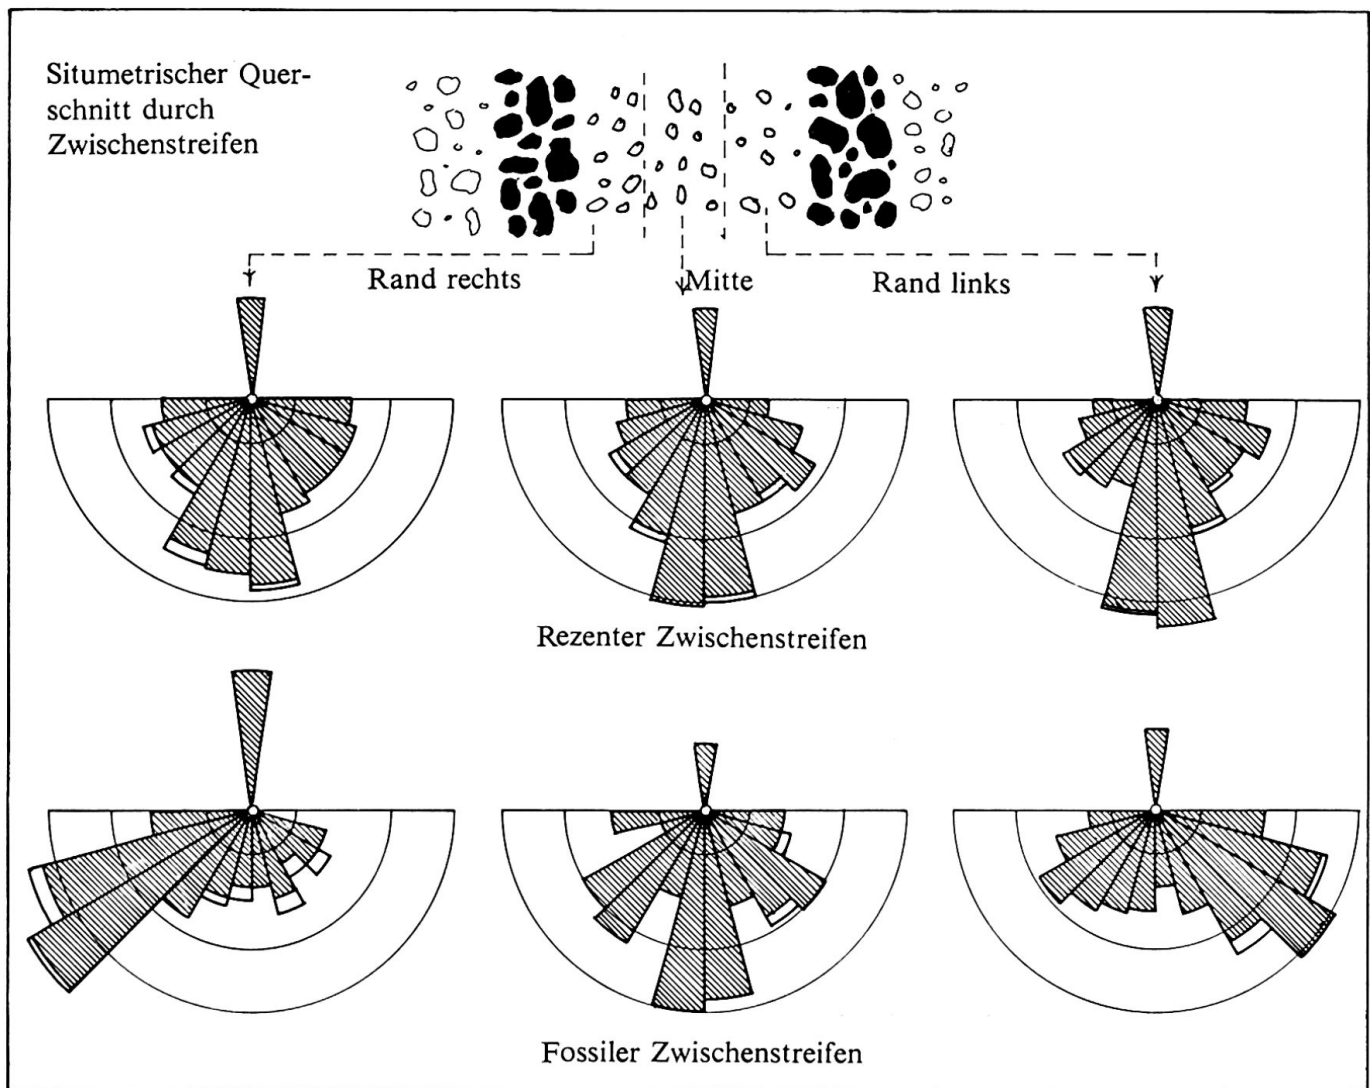 Situmetrischer Quer-
schnitt durch
Zwischenstreifen
Rand rechts
Mitte
Rand links
Rezenter Zwischenstreifen
Fossiler Zwischenstreifen